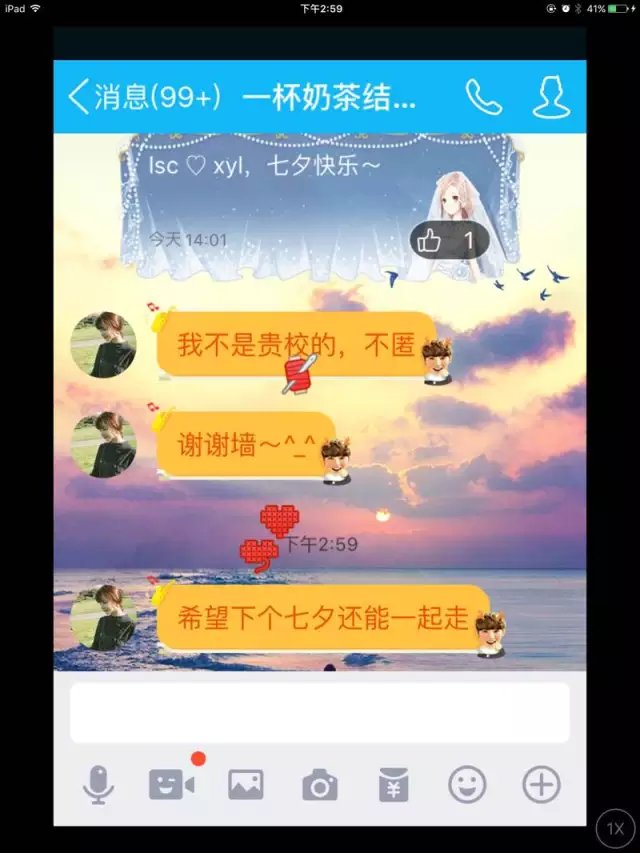 iPad 下午2:59 41%
消息(99+) 一杯奶茶结...
lsc ♡ xyl，七夕快乐～
今天 14:01
1
我不是贵校的，不匿
谢谢墙～^_^
下午2:59
希望下个七夕还能一起走
¥
1X